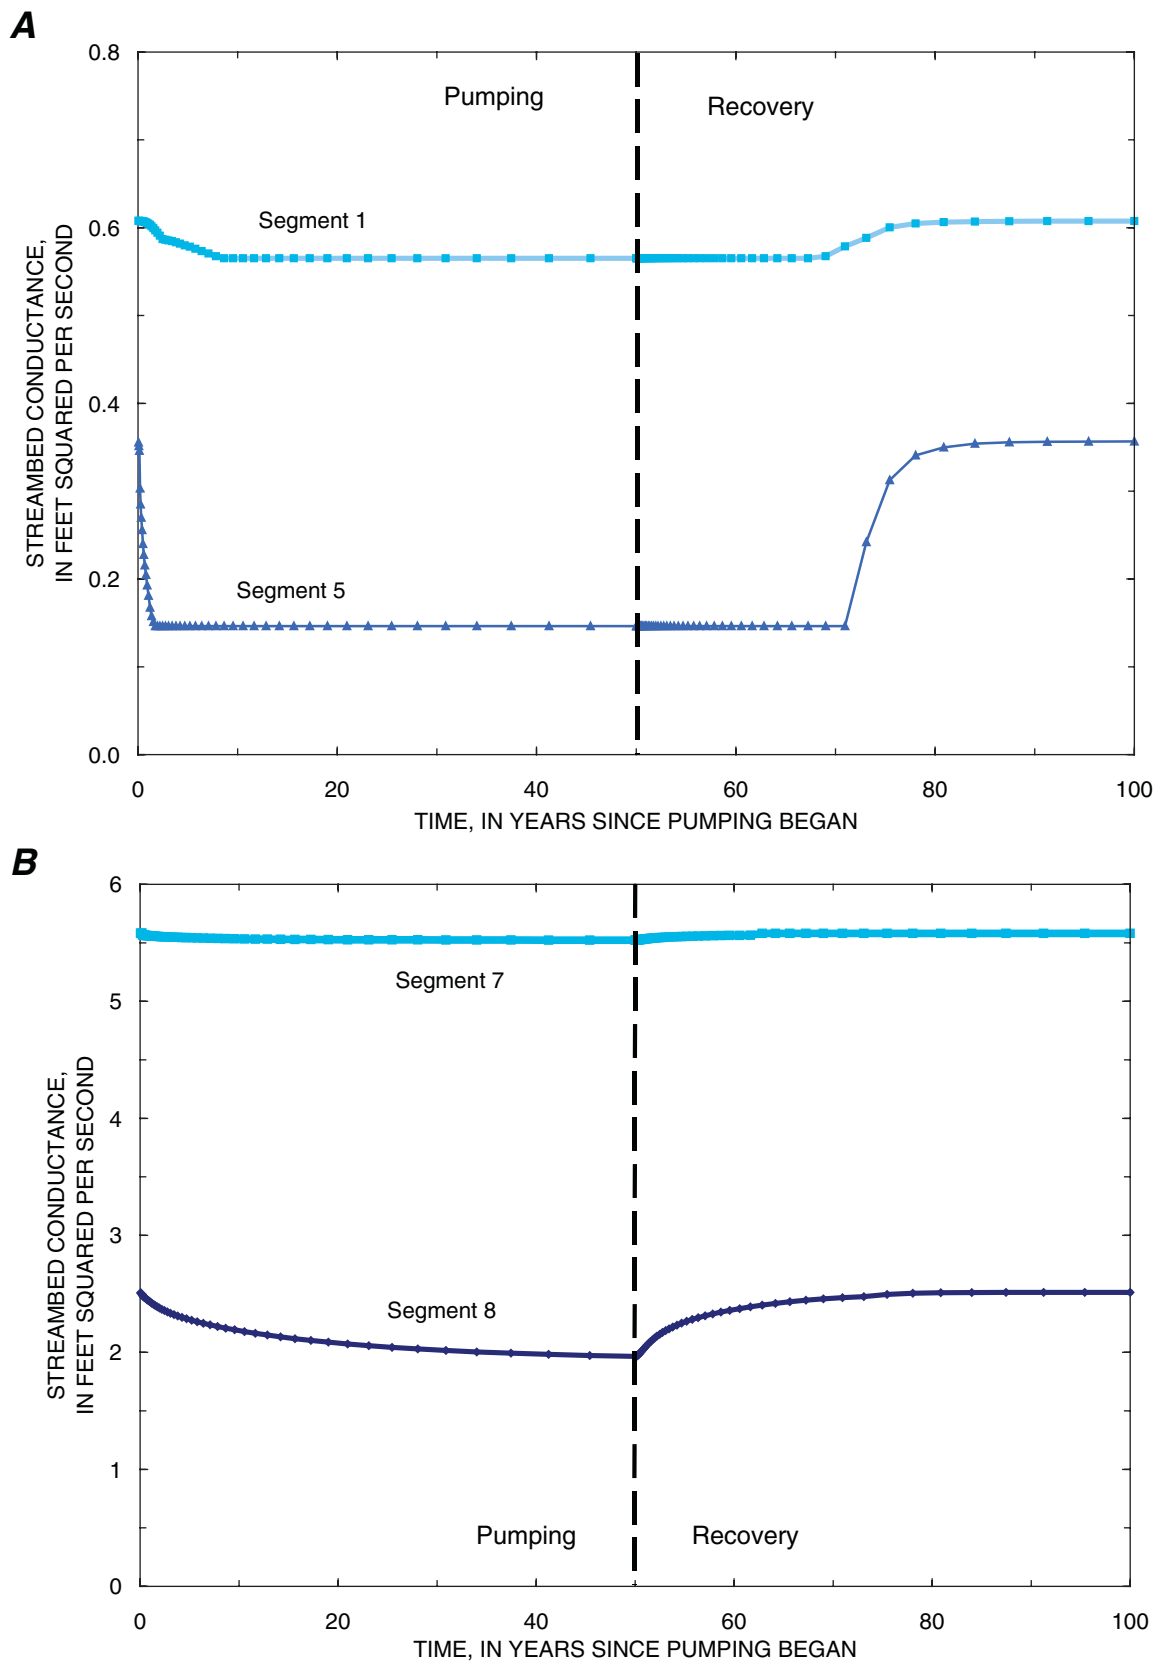 A
0.8
Pumping
Recovery
Segment 1
0.6
STREAMBED CONDUCTANCE,
IN FEET SQUARED PER SECOND
0.4
Segment 5
0.2
0.0
0 20 40 60 80 100
TIME, IN YEARS SINCE PUMPING BEGAN
B
6
Segment 7
5
STREAMBED CONDUCTANCE,
IN FEET SQUARED PER SECOND
4
3
Segment 8
2
1
Pumping Recovery
0
0 20 40 60 80 100
TIME, IN YEARS SINCE PUMPING BEGAN